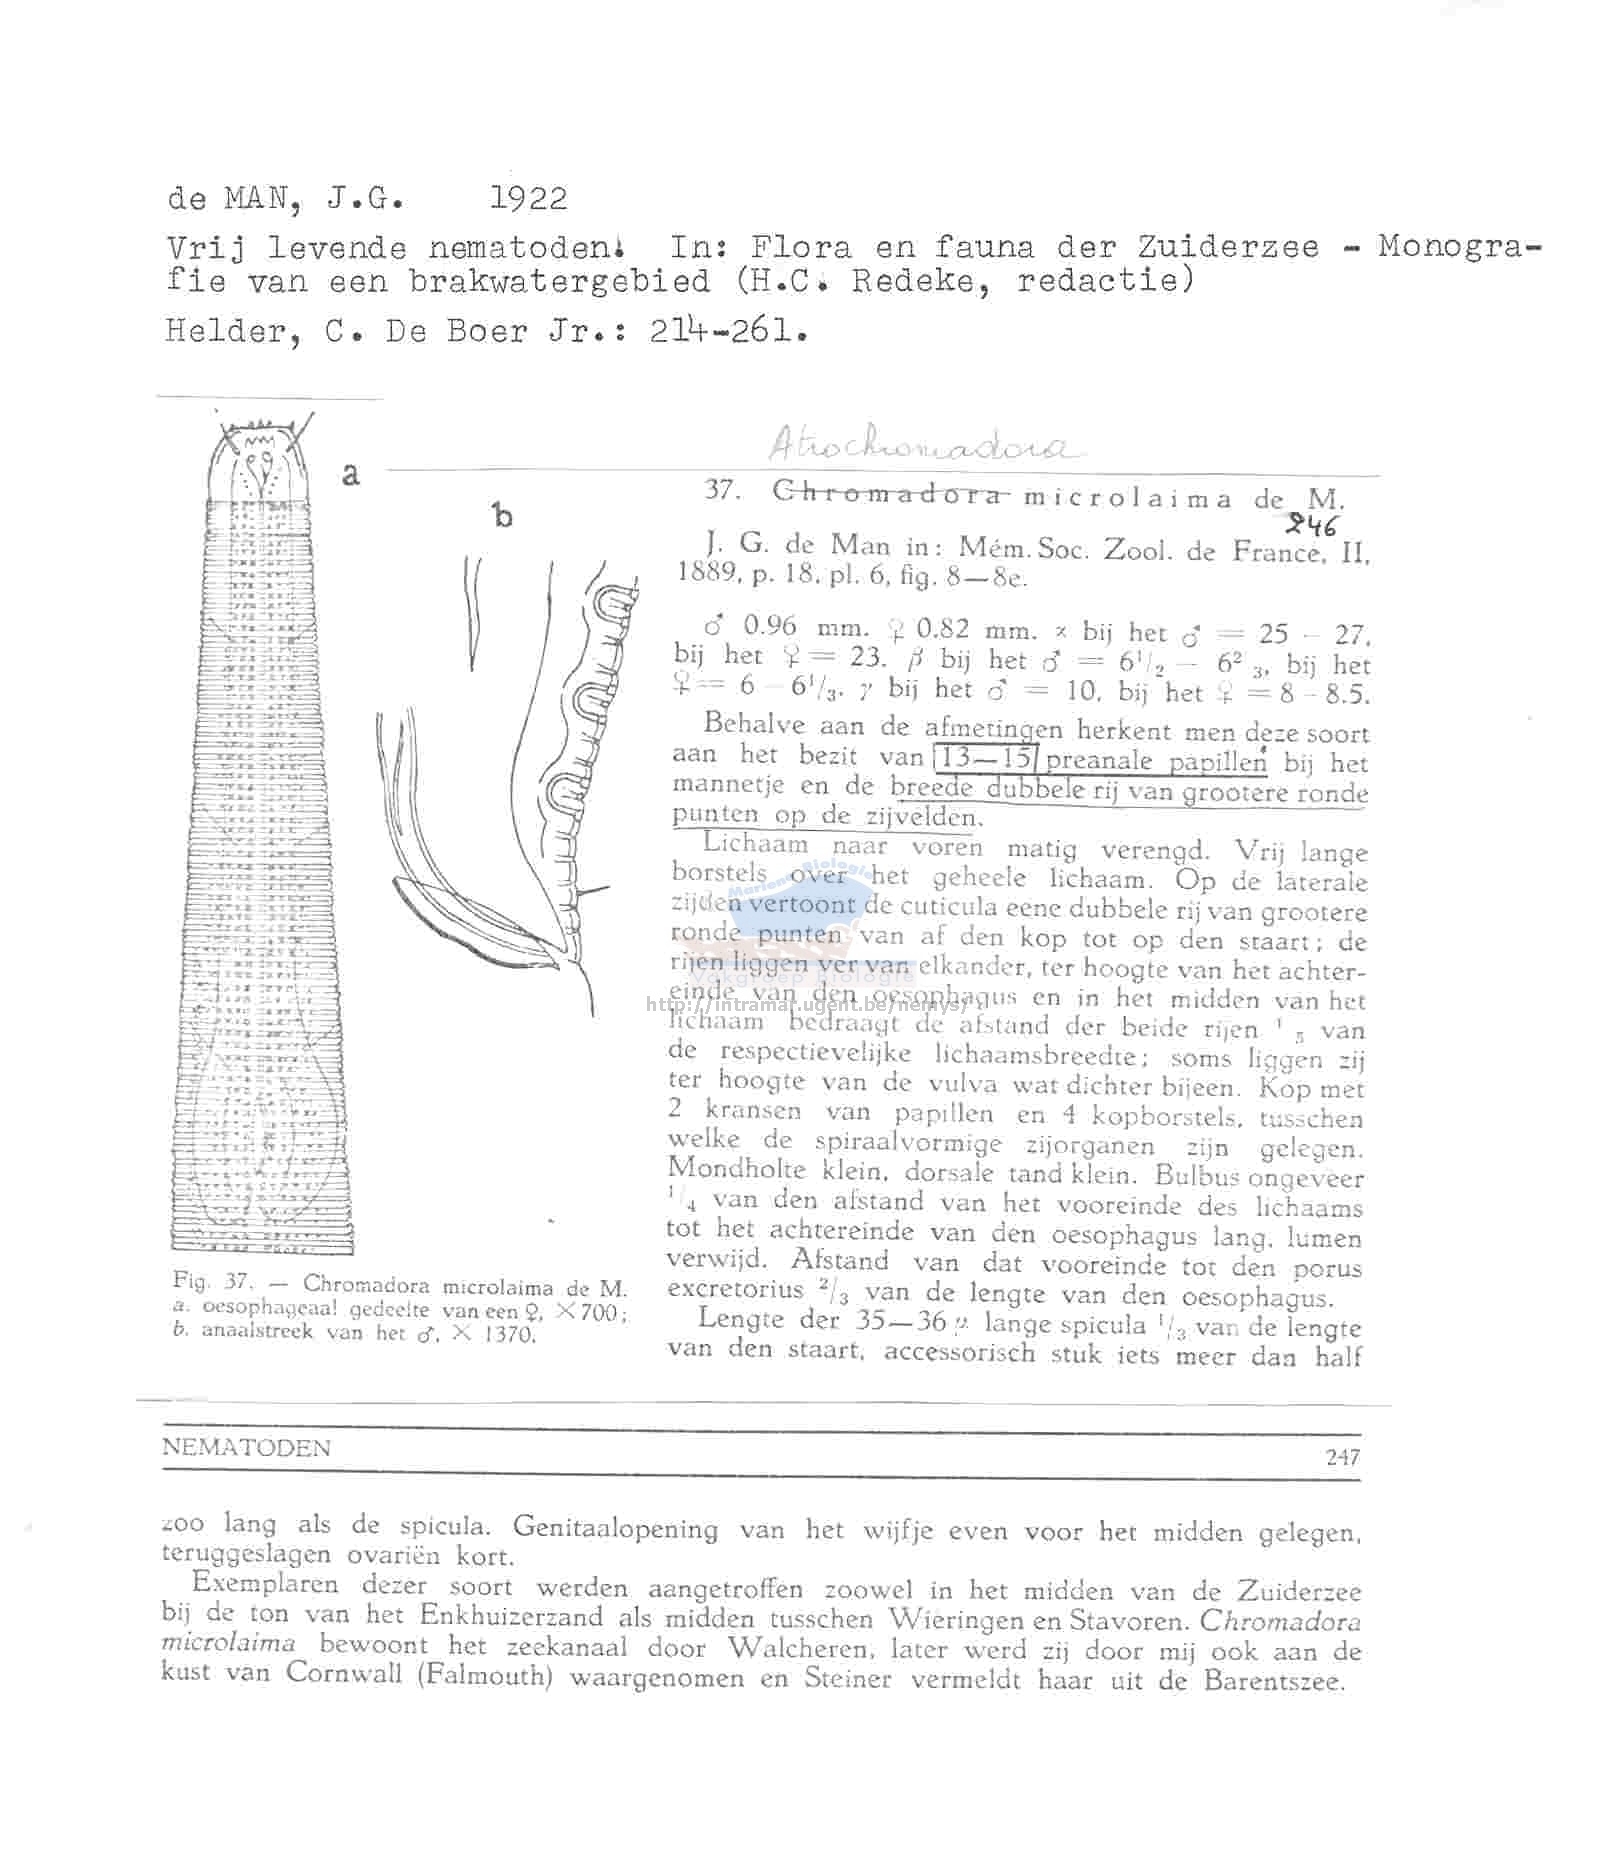 de MAN, J.G. 1922
Vrij levende nematoden. In: Flora en fauna der Zuiderzee - Monogra-
fie van een brakwatergebied (H.C. Redeke, redactie)
Helder, C. De Boer Jr.: 214-261.
a
b
Atrochromadora
37. Chromadora microlaima de M.
246
J. G. de Man in: Mém. Soc. Zool. de France, II,
1889, p. 18, pl. 6, fig. 8—8e.
♂ 0.96 mm. ♀ 0.82 mm. α bij het ♂ = 25 - 27,
bij het ♀ = 23. β bij het ♂ = 6 1/2 — 6 2/3, bij het
♀ = 6 - 6 1/3. γ bij het ♂ = 10, bij het ♀ = 8 - 8.5.
Behalve aan de afmetingen herkent men deze soort
aan het bezit van 13—15 preanale papillen bij het
mannetje en de breede dubbele rij van grootere ronde
punten op de zijvelden.
Lichaam naar voren matig verengd. Vrij lange
borstels over het geheele lichaam. Op de laterale
zijden vertoont de cuticula eene dubbele rij van grootere
ronde punten van af den kop tot op den staart; de
rijen liggen ver van elkander, ter hoogte van het achter-
einde van den oesophagus en in het midden van het
lichaam bedraagt de afstand der beide rijen 1/5 van
de respectievelijke lichaamsbreedte; soms liggen zij
ter hoogte van de vulva wat dichter bijeen. Kop met
2 kransen van papillen en 4 kopborstels, tusschen
welke de spiraalvormige zijorganen zijn gelegen.
Mondholte klein, dorsale tand klein. Bulbus ongeveer
1/4 van den afstand van het vooreinde des lichaams
tot het achtereinde van den oesophagus lang, lumen
verwijd. Afstand van dat vooreinde tot den porus
excretorius 2/3 van de lengte van den oesophagus.
Lengte der 35—36 μ lange spicula 1/3 van de lengte
van den staart, accessorisch stuk iets meer dan half
Mariene Biologie
Vakgroep Biologie
http://intramar.ugent.be/nemys/
Fig. 37. — Chromadora microlaima de M.
a. oesophageaal gedeelte van een ♀, × 700;
b. anaalstreek van het ♂, × 1370.
NEMATODEN 247
zoo lang als de spicula. Genitaalopening van het wijfje even voor het midden gelegen,
teruggeslagen ovariën kort.
Exemplaren dezer soort werden aangetroffen zoowel in het midden van de Zuiderzee
bij de ton van het Enkhuizerzand als midden tusschen Wieringen en Stavoren. Chromadora
microlaima bewoont het zeekanaal door Walcheren, later werd zij door mij ook aan de
kust van Cornwall (Falmouth) waargenomen en Steiner vermeldt haar uit de Barentszee.